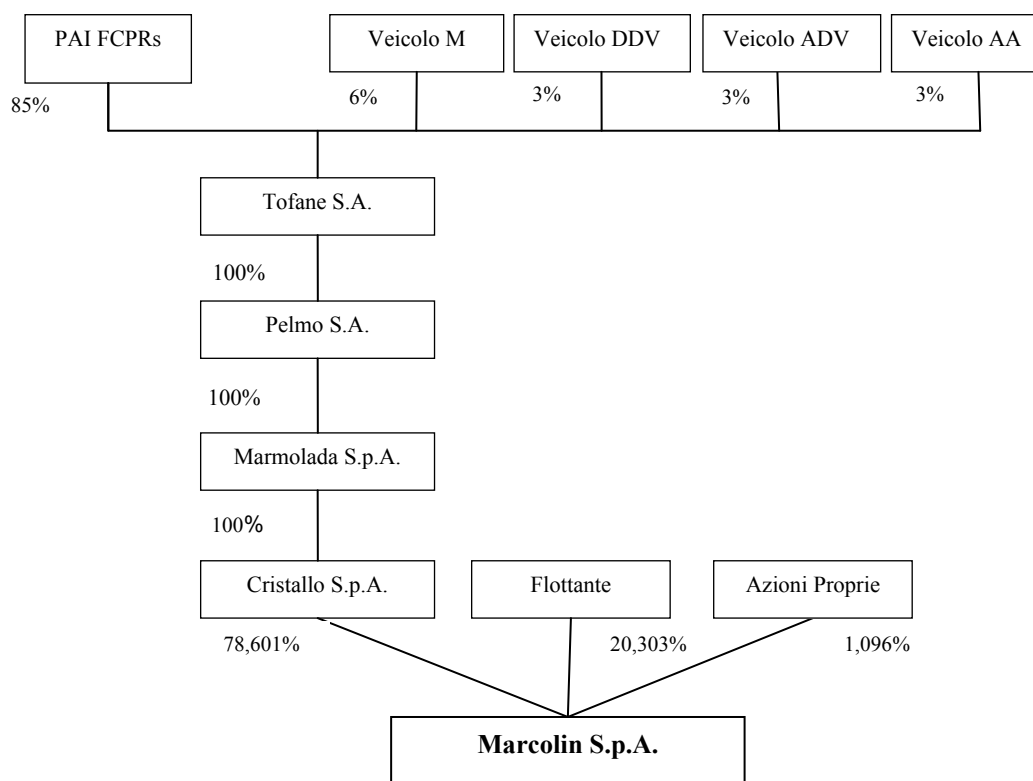 PAI FCPRs
Veicolo M
Veicolo DDV
Veicolo ADV
Veicolo AA
85%
6%
3%
3%
3%
Tofane S.A.
100%
Pelmo S.A.
100%
Marmolada S.p.A.
100%
Cristallo S.p.A.
Flottante
Azioni Proprie
78,601%
20,303%
1,096%
Marcolin S.p.A.